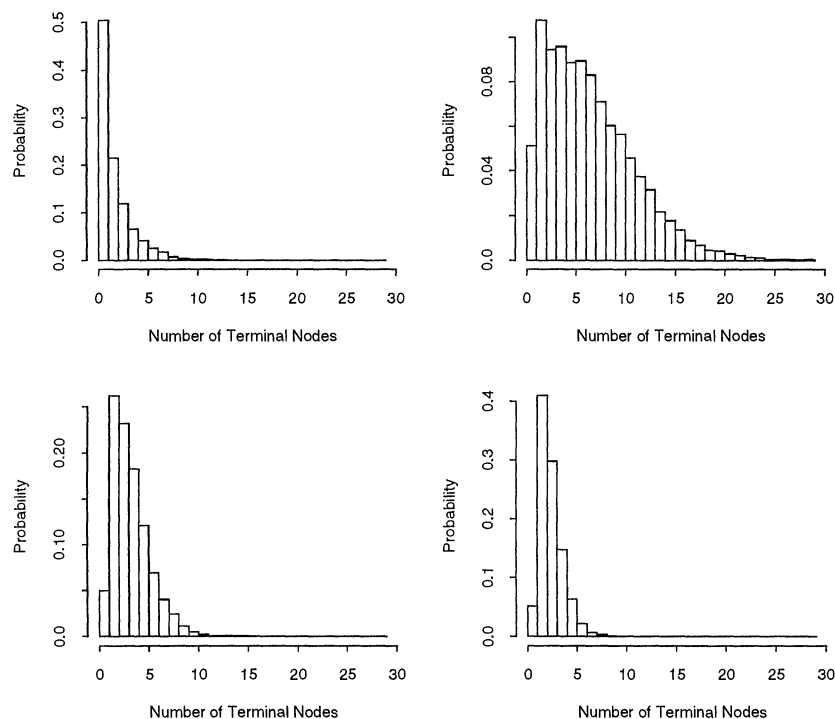 Probability
0.0 0.1 0.2 0.3 0.4 0.5
0 5 10 15 20 25 30
Number of Terminal Nodes
Probability
0.0 0.04 0.08
0 5 10 15 20 25 30
Number of Terminal Nodes
Probability
0.0 0.10 0.20
0 5 10 15 20 25 30
Number of Terminal Nodes
Probability
0.0 0.1 0.2 0.3 0.4
0 5 10 15 20 25 30
Number of Terminal Nodes